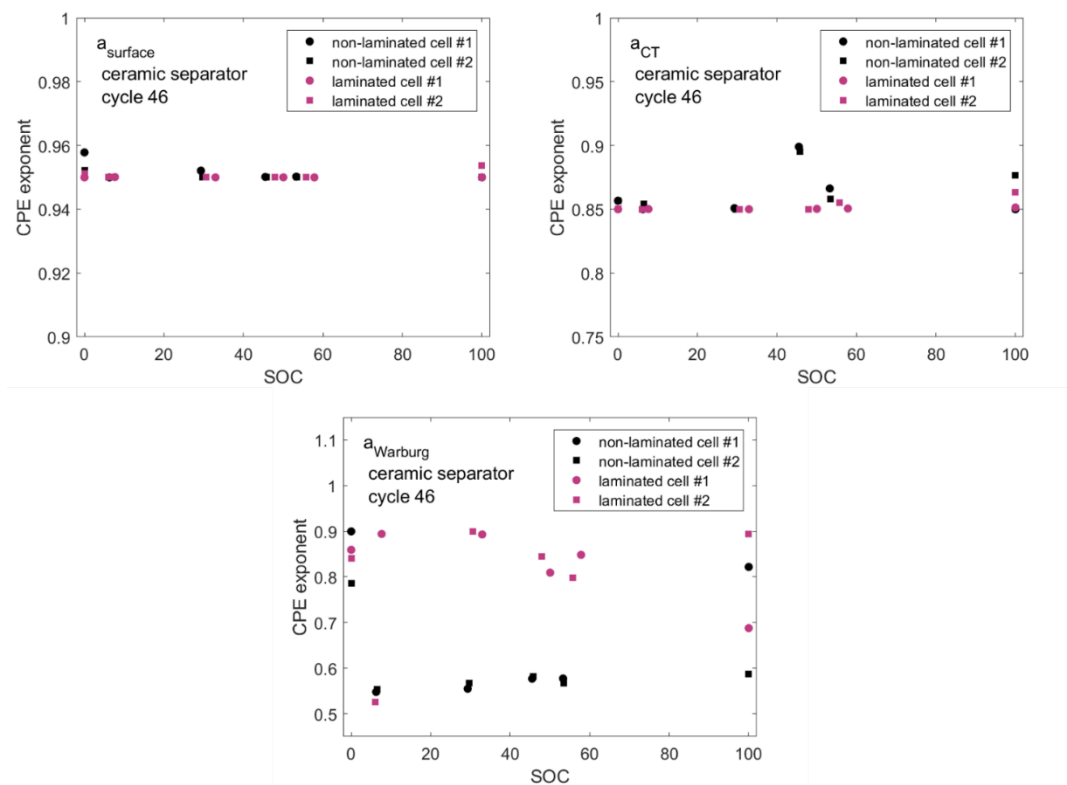 1
0.98
0.96
0.94
0.92
0.9
CPE exponent
a_surface
ceramic separator
cycle 46
non-laminated cell #1
non-laminated cell #2
laminated cell #1
laminated cell #2
0 20 40 60 80 100
SOC
1
0.95
0.9
0.85
0.8
0.75
CPE exponent
a_CT
ceramic separator
cycle 46
non-laminated cell #1
non-laminated cell #2
laminated cell #1
laminated cell #2
0 20 40 60 80 100
SOC
1.1
1
0.9
0.8
0.7
0.6
0.5
CPE exponent
a_Warburg
ceramic separator
cycle 46
non-laminated cell #1
non-laminated cell #2
laminated cell #1
laminated cell #2
0 20 40 60 80 100
SOC